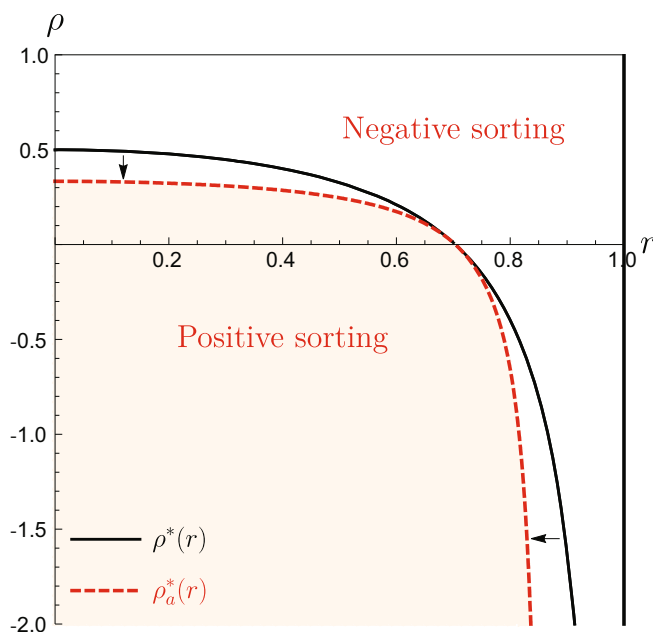 ρ
1.0
Negative sorting
0.5
0.2 0.4 0.6 0.8 1.0 r
-0.5
Positive sorting
-1.0
-1.5
ρ*(r)
ρ*a(r)
-2.0